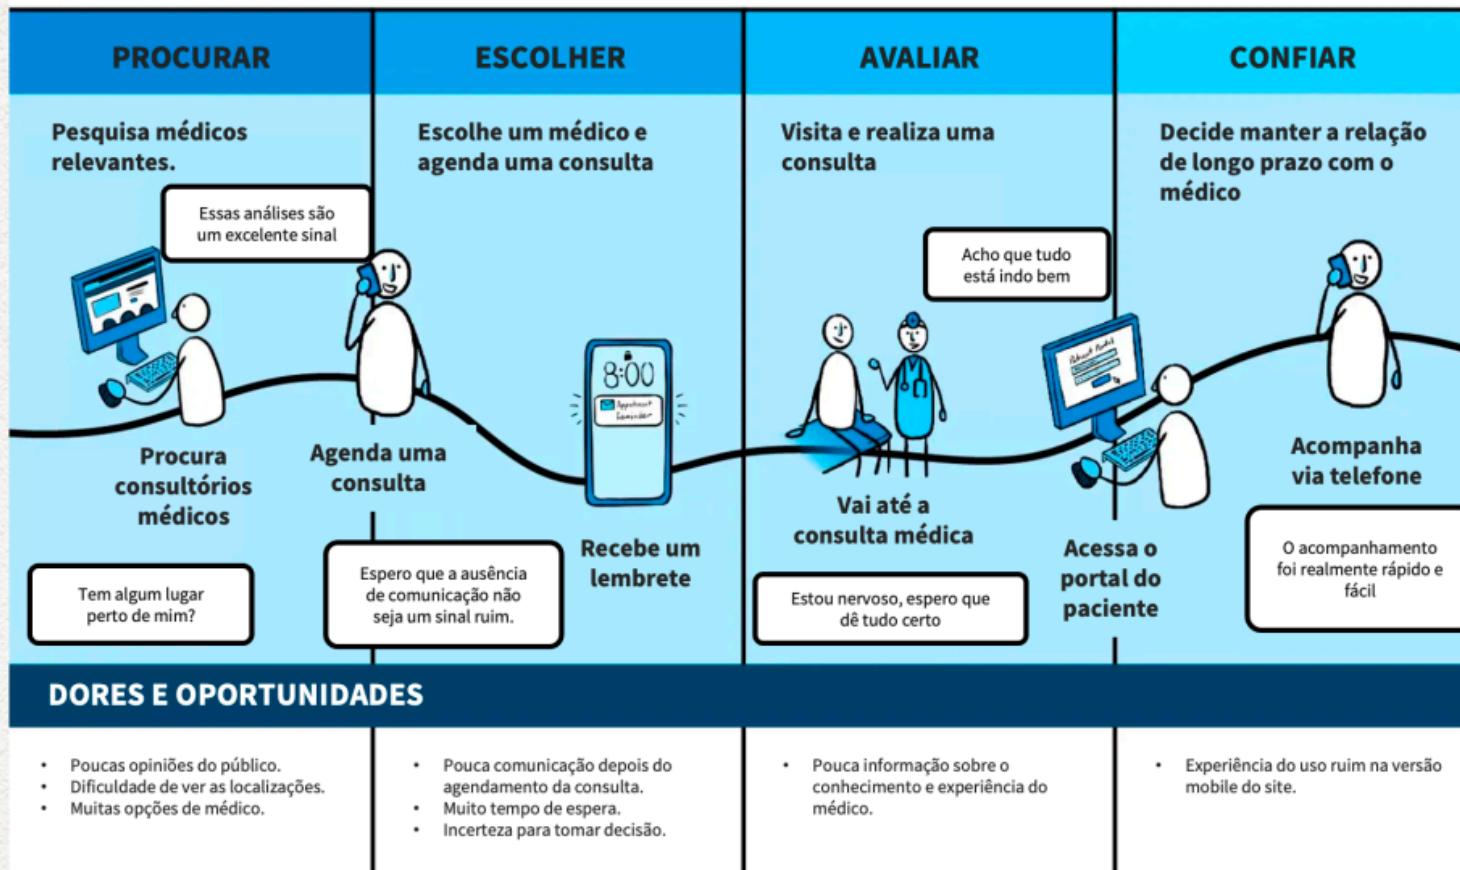 PROCURAR
ESCOLHER
AVALIAR
CONFIAR
Pesquisa médicos
relevantes.
Escolhe um médico e
agenda uma consulta
Visita e realiza uma
consulta
Decide manter a relação
de longo prazo com o
médico
Essas análises são
um excelente sinal
Acho que tudo
está indo bem
8:00
Appointment
Reminder
Patient Portal
Procura
consultórios
médicos
Agenda uma
consulta
Recebe um
lembrete
Vai até a
consulta médica
Acessa o
portal do
paciente
Acompanha
via telefone
Tem algum lugar
perto de mim?
Espero que a ausência
de comunicação não
seja um sinal ruim.
Estou nervoso, espero que
dê tudo certo
O acompanhamento
foi realmente rápido e
fácil
DORES E OPORTUNIDADES
• Poucas opiniões do público.
• Dificuldade de ver as localizações.
• Muitas opções de médico.
• Pouca comunicação depois do
agendamento da consulta.
• Muito tempo de espera.
• Incerteza para tomar decisão.
• Pouca informação sobre o
conhecimento e experiência do
médico.
• Experiência do uso ruim na versão
mobile do site.